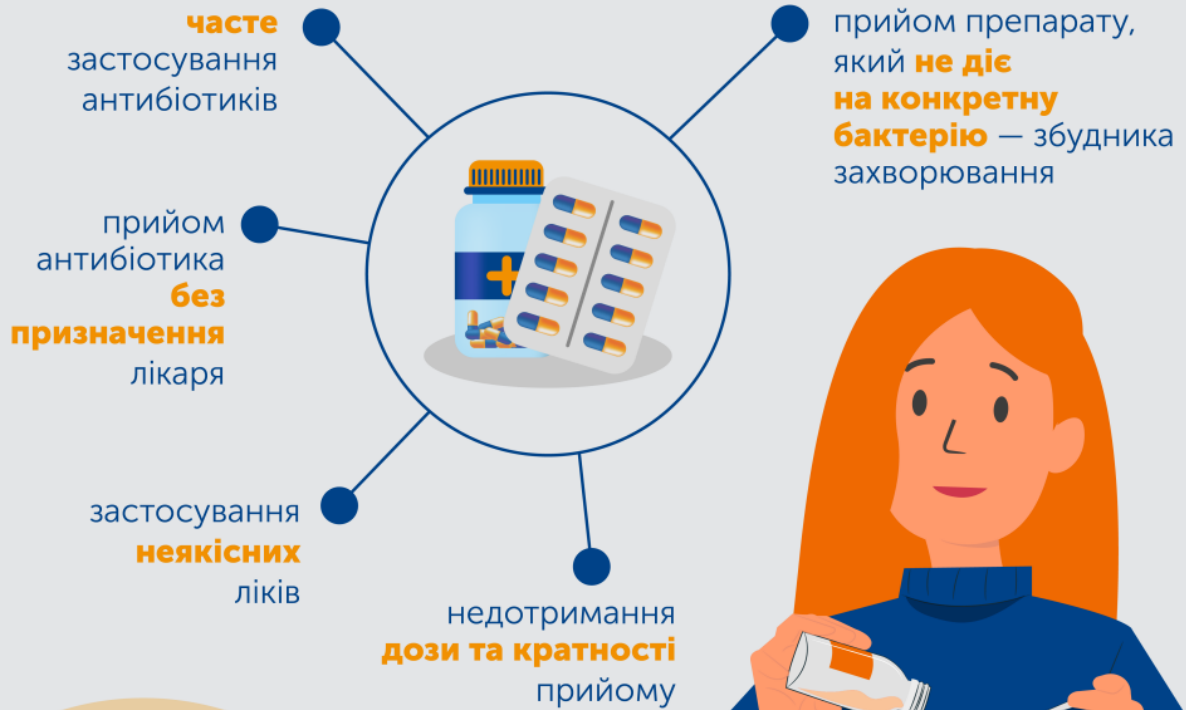 часте
застосування
антибіотиків
прийом препарату,
який не діє
на конкретну
бактерію — збудника
захворювання
прийом
антибіотика
без
призначення
лікаря
застосування
неякісних
ліків
недотримання
дози та кратності
прийому